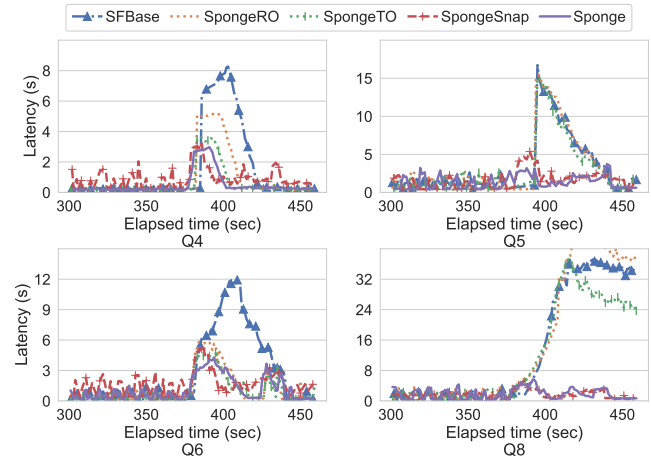 SFBase SpongeRO SpongeTO SpongeSnap Sponge
8
6
4
2
0
Latency (s)
300 350 400 450
Elapsed time (sec)
Q4
15
10
5
0
300 350 400 450
Elapsed time (sec)
Q5
12
9
6
3
0
Latency (s)
300 350 400 450
Elapsed time (sec)
Q6
32
24
16
8
0
300 350 400 450
Elapsed time (sec)
Q8